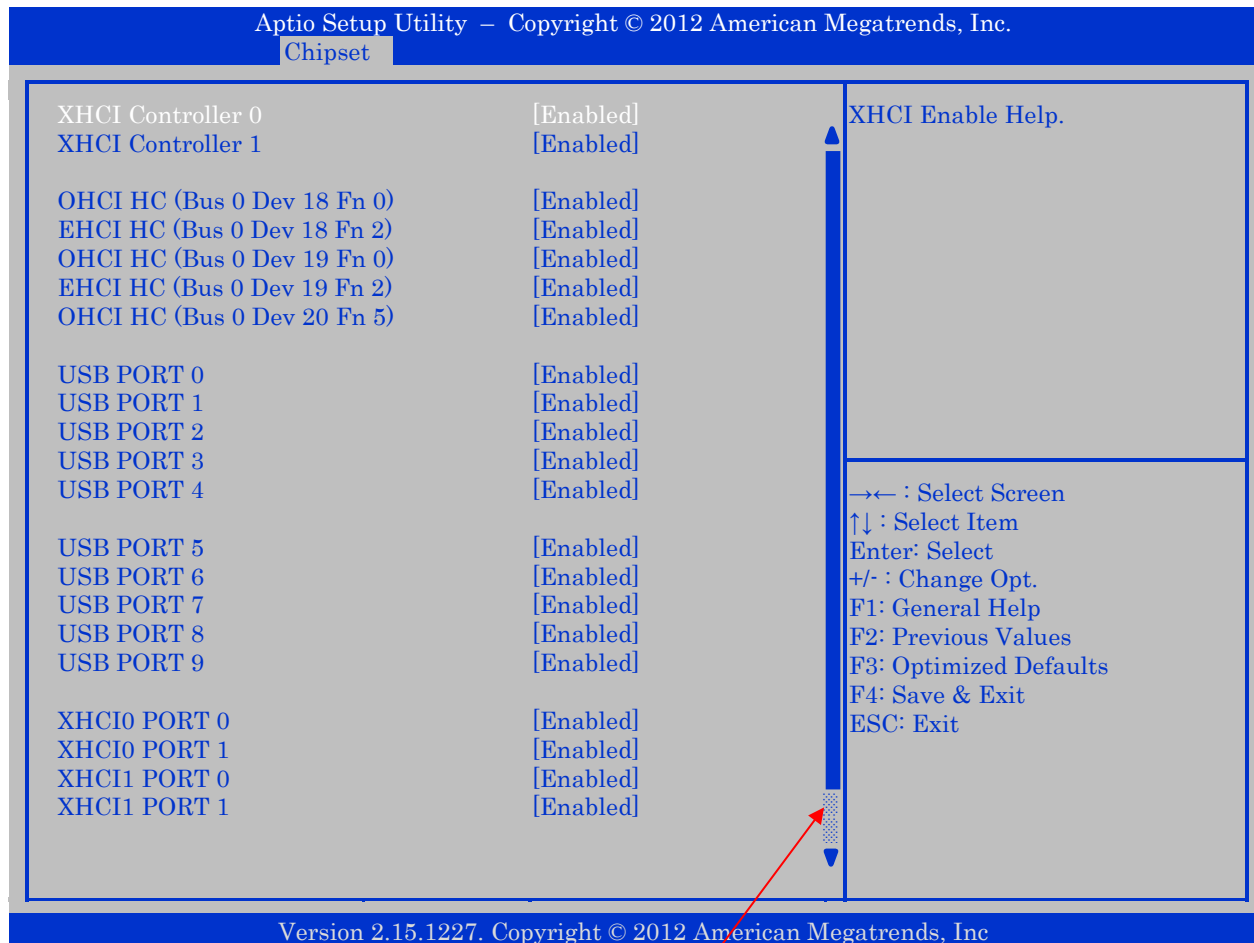 Aptio Setup Utility – Copyright © 2012 American Megatrends, Inc.
Chipset
XHCI Controller 0 [Enabled]
XHCI Controller 1 [Enabled]
OHCI HC (Bus 0 Dev 18 Fn 0) [Enabled]
EHCI HC (Bus 0 Dev 18 Fn 2) [Enabled]
OHCI HC (Bus 0 Dev 19 Fn 0) [Enabled]
EHCI HC (Bus 0 Dev 19 Fn 2) [Enabled]
OHCI HC (Bus 0 Dev 20 Fn 5) [Enabled]
USB PORT 0 [Enabled]
USB PORT 1 [Enabled]
USB PORT 2 [Enabled]
USB PORT 3 [Enabled]
USB PORT 4 [Enabled]
USB PORT 5 [Enabled]
USB PORT 6 [Enabled]
USB PORT 7 [Enabled]
USB PORT 8 [Enabled]
USB PORT 9 [Enabled]
XHCI0 PORT 0 [Enabled]
XHCI0 PORT 1 [Enabled]
XHCI1 PORT 0 [Enabled]
XHCI1 PORT 1 [Enabled]
XHCI Enable Help.
→← : Select Screen
↑↓ : Select Item
Enter: Select
+/- : Change Opt.
F1: General Help
F2: Previous Values
F3: Optimized Defaults
F4: Save & Exit
ESC: Exit
Version 2.15.1227. Copyright © 2012 American Megatrends, Inc